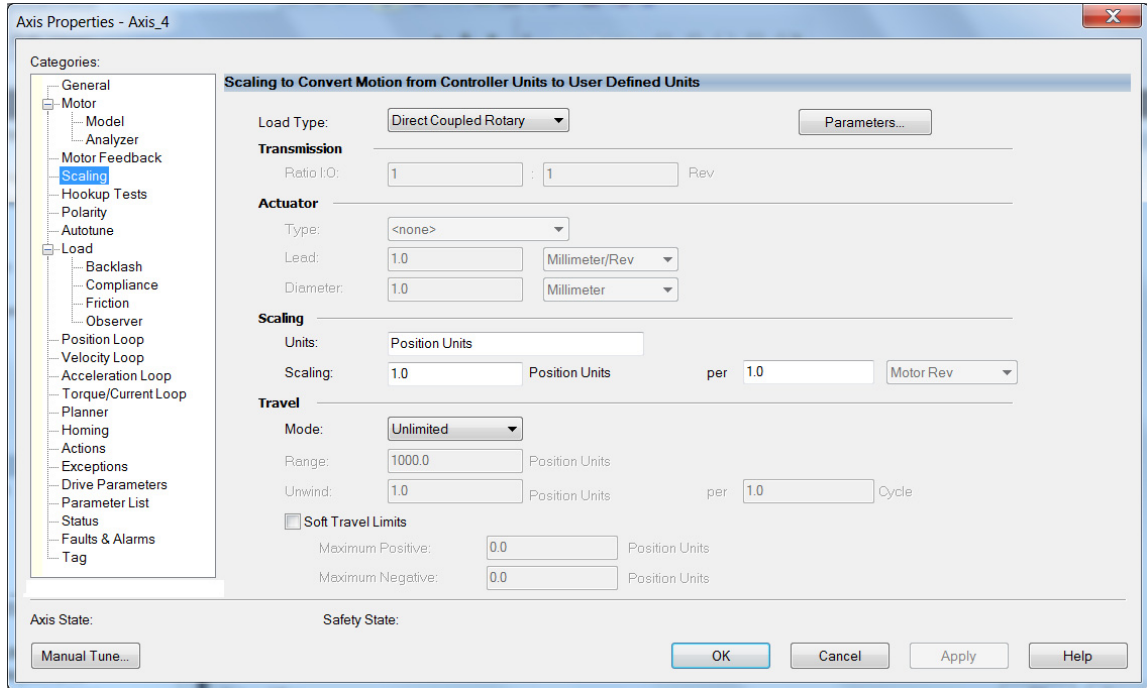 Axis Properties - Axis_4
X
Categories:
General
Motor
Model
Analyzer
Motor Feedback
Scaling
Hookup Tests
Polarity
Autotune
Load
Backlash
Compliance
Friction
Observer
Position Loop
Velocity Loop
Acceleration Loop
Torque/Current Loop
Planner
Homing
Actions
Exceptions
Drive Parameters
Parameter List
Status
Faults & Alarms
Tag
Scaling to Convert Motion from Controller Units to User Defined Units
Load Type: Direct Coupled Rotary Parameters...
Transmission
Ratio I:O: 1 : 1 Rev
Actuator
Type: <none>
Lead: 1.0 Millimeter/Rev
Diameter: 1.0 Millimeter
Scaling
Units: Position Units
Scaling: 1.0 Position Units per 1.0 Motor Rev
Travel
Mode: Unlimited
Range: 1000.0 Position Units
Unwind: 1.0 Position Units per 1.0 Cycle
Soft Travel Limits
Maximum Positive: 0.0 Position Units
Maximum Negative: 0.0 Position Units
Axis State: Safety State:
Manual Tune... OK Cancel Apply Help